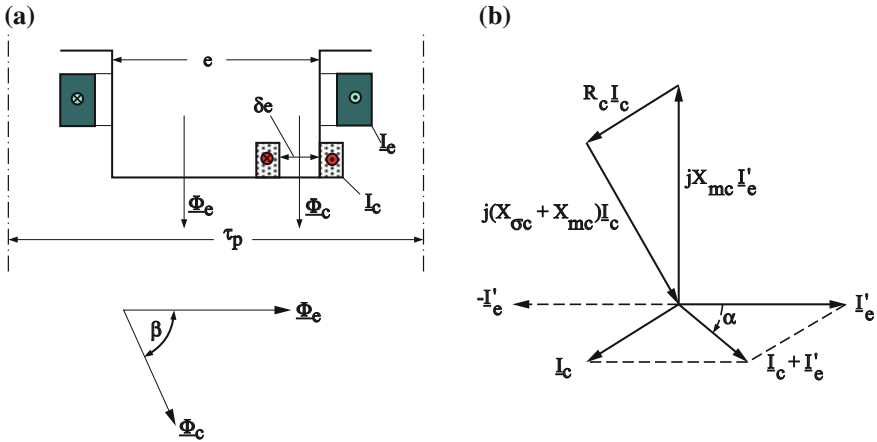 (a)
e
δe
I_e
Φ_e
Φ_c
I_c
τ_p
β
Φ_e
Φ_c
(b)
R_c I_c
jX_mc I'_e
j(X_σc + X_mc)I_c
-I'_e
I'_e
α
I_c
I_c + I'_e